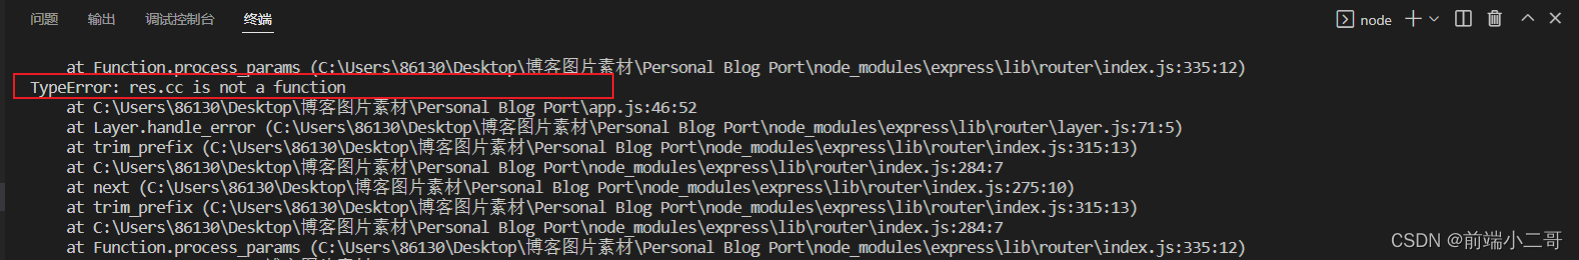 问题 输出 调试控制台 终端 node
at Function.process_params (C:\Users\86130\Desktop\博客图片素材\Personal Blog Port\node_modules\express\lib\router\index.js:335:12)
TypeError: res.cc is not a function
at C:\Users\86130\Desktop\博客图片素材\Personal Blog Port\app.js:46:52
at Layer.handle_error (C:\Users\86130\Desktop\博客图片素材\Personal Blog Port\node_modules\express\lib\router\layer.js:71:5)
at trim_prefix (C:\Users\86130\Desktop\博客图片素材\Personal Blog Port\node_modules\express\lib\router\index.js:315:13)
at C:\Users\86130\Desktop\博客图片素材\Personal Blog Port\node_modules\express\lib\router\index.js:284:7
at next (C:\Users\86130\Desktop\博客图片素材\Personal Blog Port\node_modules\express\lib\router\index.js:275:10)
at trim_prefix (C:\Users\86130\Desktop\博客图片素材\Personal Blog Port\node_modules\express\lib\router\index.js:315:13)
at C:\Users\86130\Desktop\博客图片素材\Personal Blog Port\node_modules\express\lib\router\index.js:284:7
at Function.process_params (C:\Users\86130\Desktop\博客图片素材\Personal Blog Port\node_modules\express\lib\router\index.js:335:12)
CSDN @前端小二哥